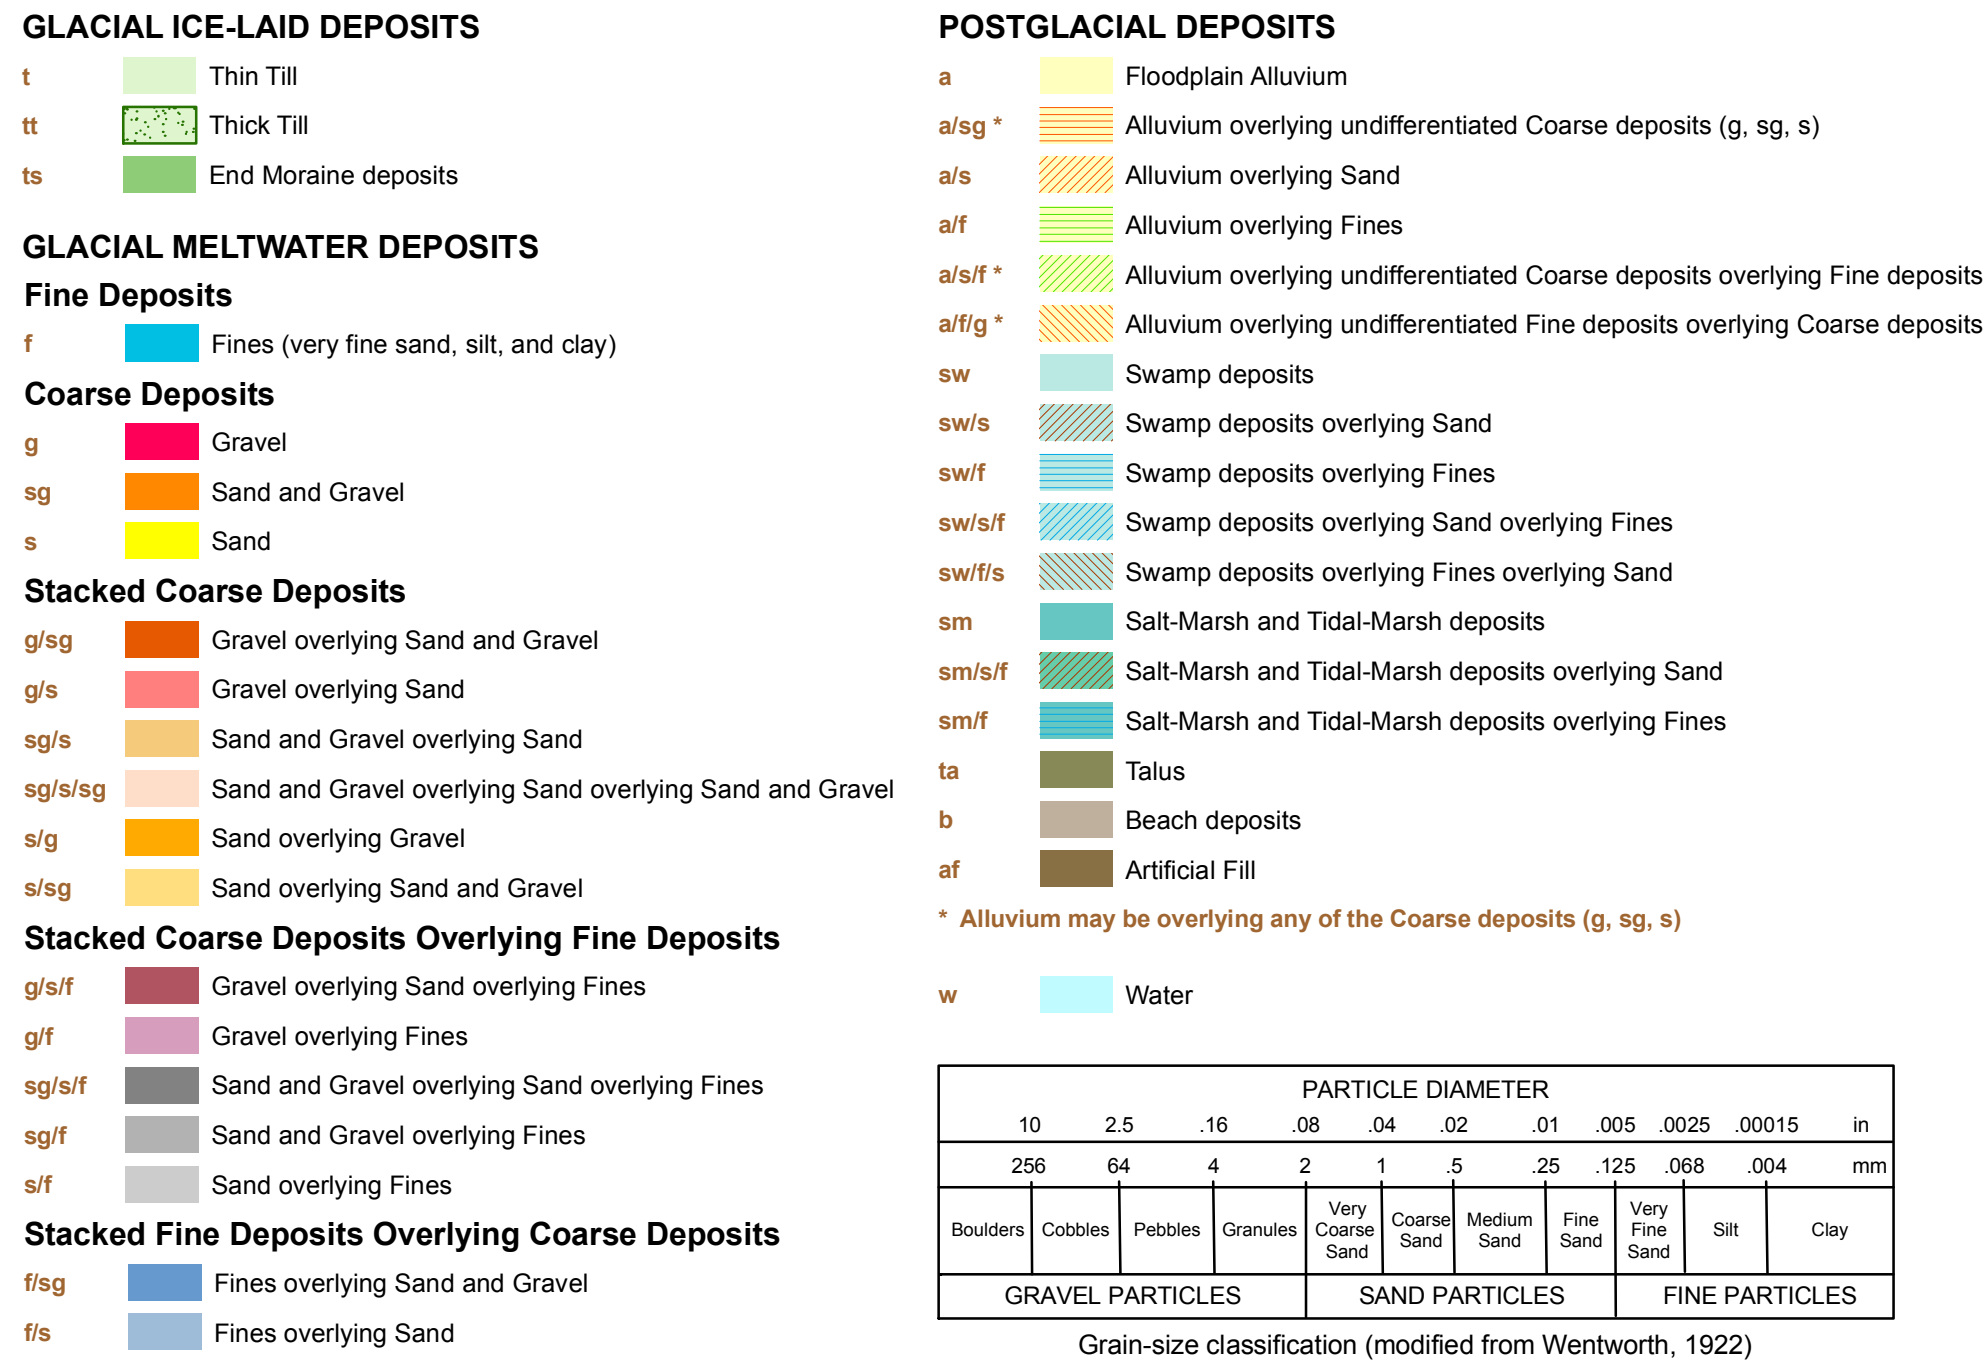 GLACIAL ICE-LAID DEPOSITS
t Thin Till
tt Thick Till
ts End Moraine deposits
GLACIAL MELTWATER DEPOSITS
Fine Deposits
f Fines (very fine sand, silt, and clay)
Coarse Deposits
g Gravel
sg Sand and Gravel
s Sand
Stacked Coarse Deposits
g/sg Gravel overlying Sand and Gravel
g/s Gravel overlying Sand
sg/s Sand and Gravel overlying Sand
sg/s/sg Sand and Gravel overlying Sand overlying Sand and Gravel
s/g Sand overlying Gravel
s/sg Sand overlying Sand and Gravel
Stacked Coarse Deposits Overlying Fine Deposits
g/s/f Gravel overlying Sand overlying Fines
g/f Gravel overlying Fines
sg/s/f Sand and Gravel overlying Sand overlying Fines
sg/f Sand and Gravel overlying Fines
s/f Sand overlying Fines
Stacked Fine Deposits Overlying Coarse Deposits
f/sg Fines overlying Sand and Gravel
f/s Fines overlying Sand
POSTGLACIAL DEPOSITS
a Floodplain Alluvium
a/sg * Alluvium overlying undifferentiated Coarse deposits (g, sg, s)
a/s Alluvium overlying Sand
a/f Alluvium overlying Fines
a/s/f * Alluvium overlying undifferentiated Coarse deposits overlying Fine deposits
a/f/g * Alluvium overlying undifferentiated Fine deposits overlying Coarse deposits
sw Swamp deposits
sw/s Swamp deposits overlying Sand
sw/f Swamp deposits overlying Fines
sw/s/f Swamp deposits overlying Sand overlying Fines
sw/f/s Swamp deposits overlying Fines overlying Sand
sm Salt-Marsh and Tidal-Marsh deposits
sm/s/f Salt-Marsh and Tidal-Marsh deposits overlying Sand
sm/f Salt-Marsh and Tidal-Marsh deposits overlying Fines
ta Talus
b Beach deposits
af Artificial Fill
* Alluvium may be overlying any of the Coarse deposits (g, sg, s)
w Water
PARTICLE DIAMETER
10 2.5 .16 .08 .04 .02 .01 .005 .0025 .00015 in
256 64 4 2 1 .5 .25 .125 .068 .004 mm
Boulders Cobbles Pebbles Granules Very Coarse Sand Coarse Sand Medium Sand Fine Sand Very Fine Sand Silt Clay
GRAVEL PARTICLES SAND PARTICLES FINE PARTICLES
Grain-size classification (modified from Wentworth, 1922)